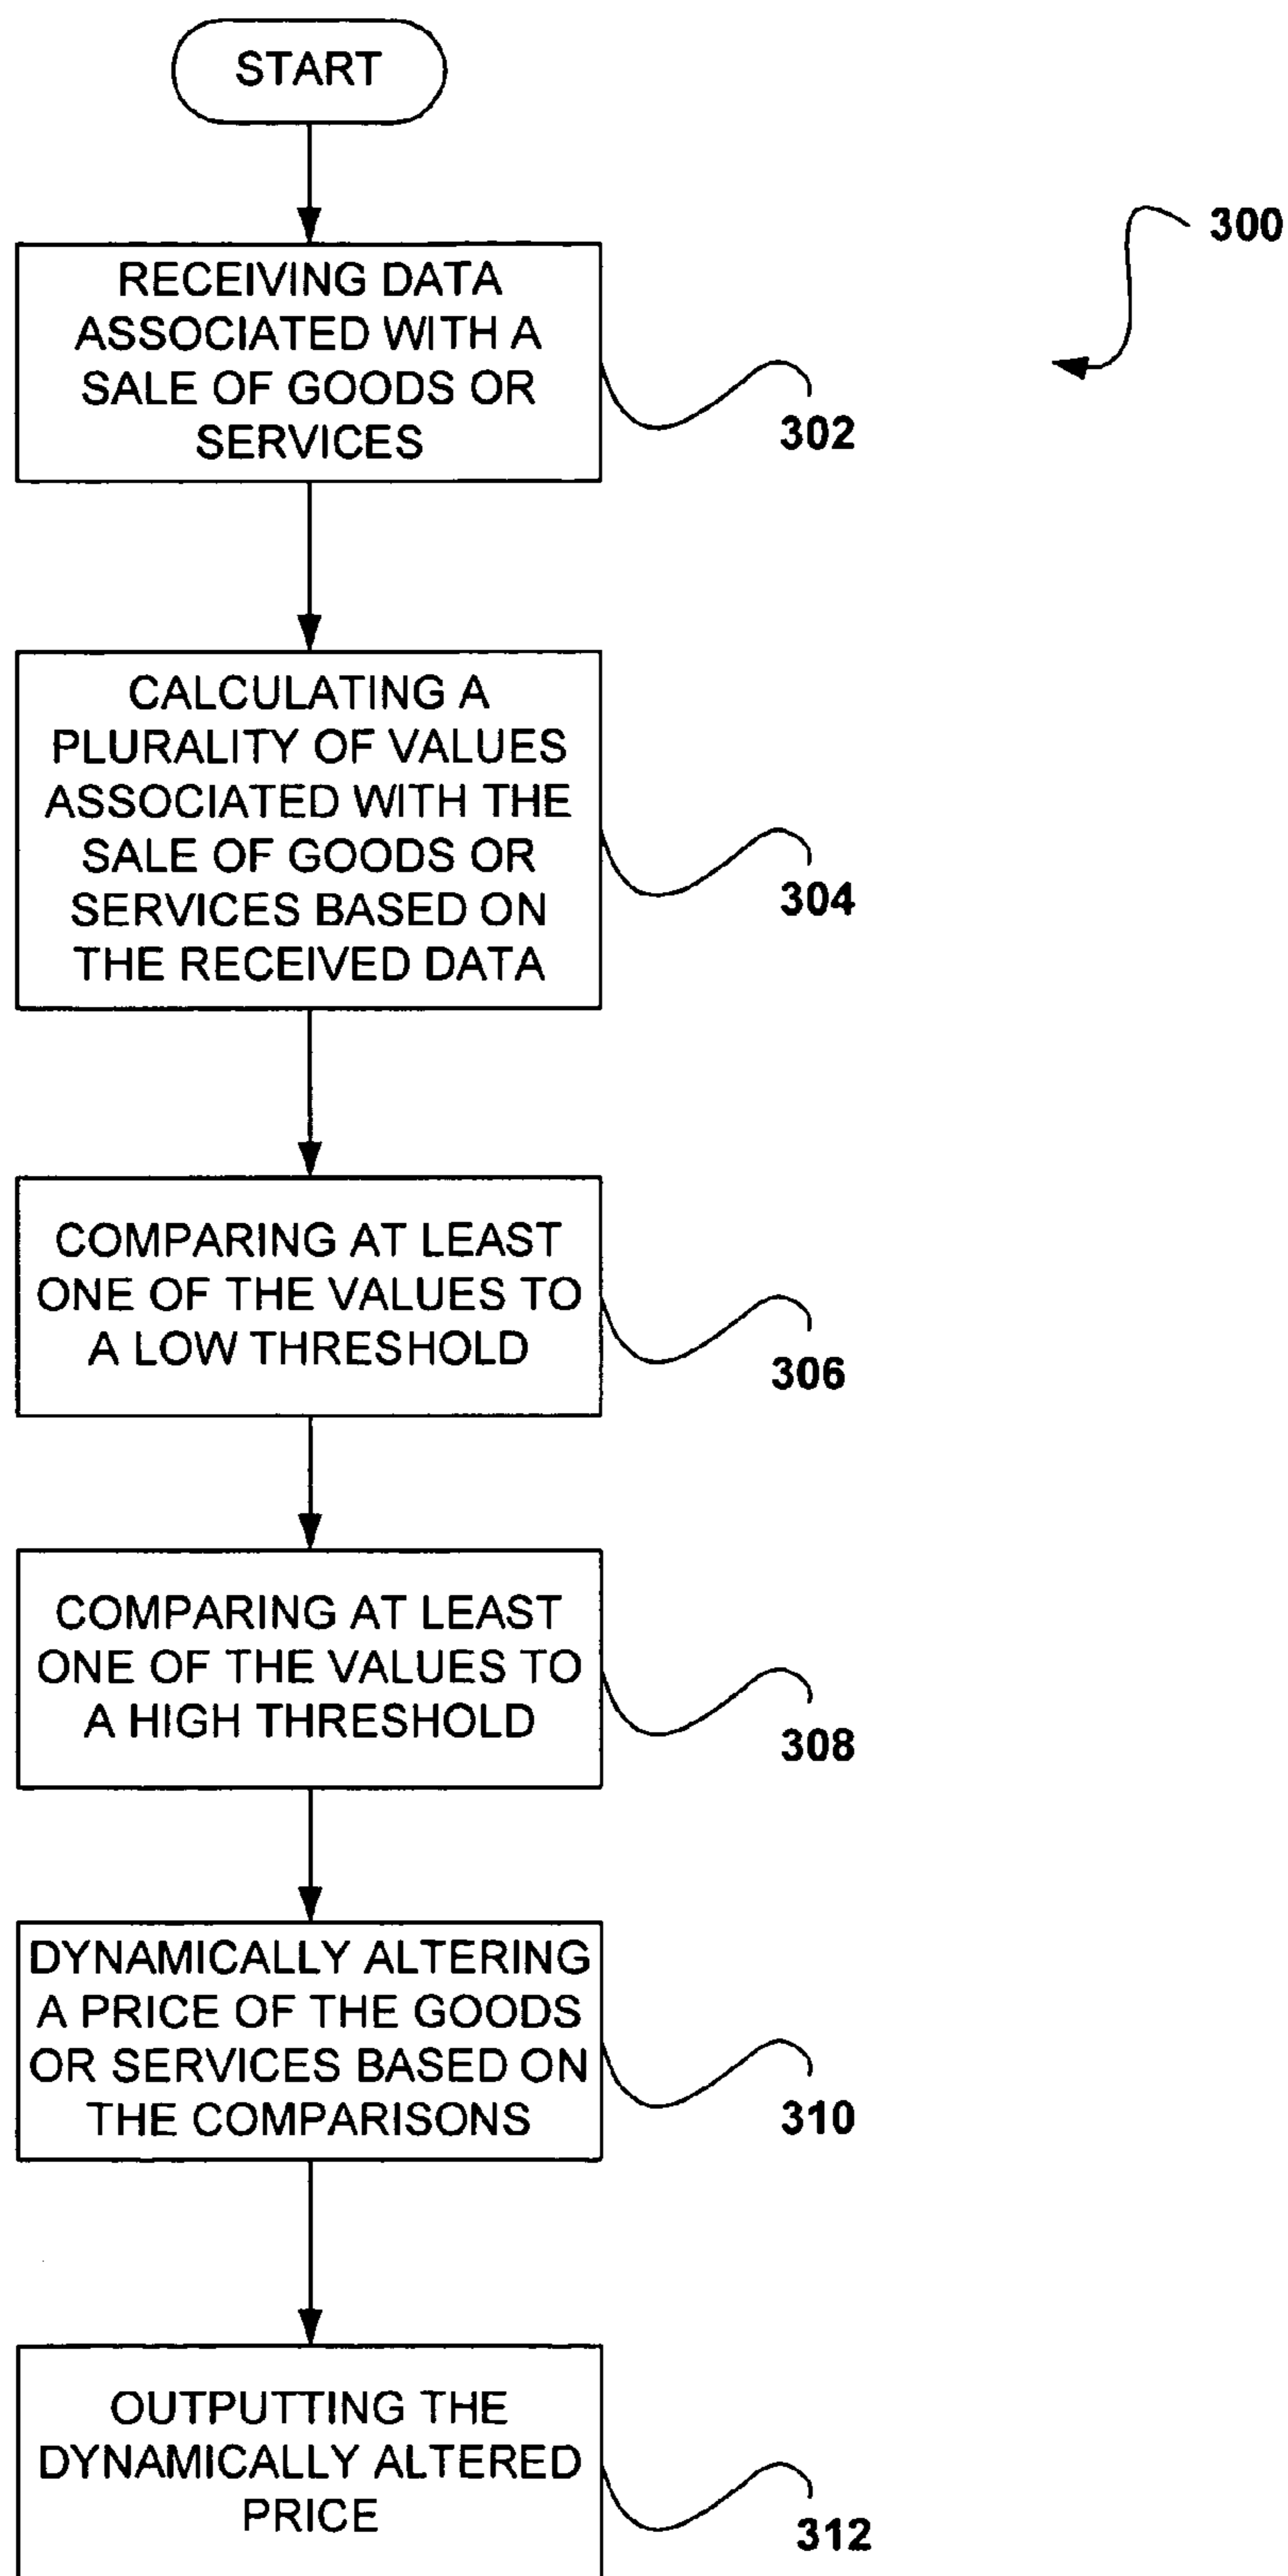 START
300
RECEIVING DATA
ASSOCIATED WITH A
SALE OF GOODS OR
SERVICES
302
CALCULATING A
PLURALITY OF VALUES
ASSOCIATED WITH THE
SALE OF GOODS OR
SERVICES BASED ON
THE RECEIVED DATA
304
COMPARING AT LEAST
ONE OF THE VALUES TO
A LOW THRESHOLD
306
COMPARING AT LEAST
ONE OF THE VALUES TO
A HIGH THRESHOLD
308
DYNAMICALLY ALTERING
A PRICE OF THE GOODS
OR SERVICES BASED ON
THE COMPARISONS
310
OUTPUTTING THE
DYNAMICALLY ALTERED
PRICE
312